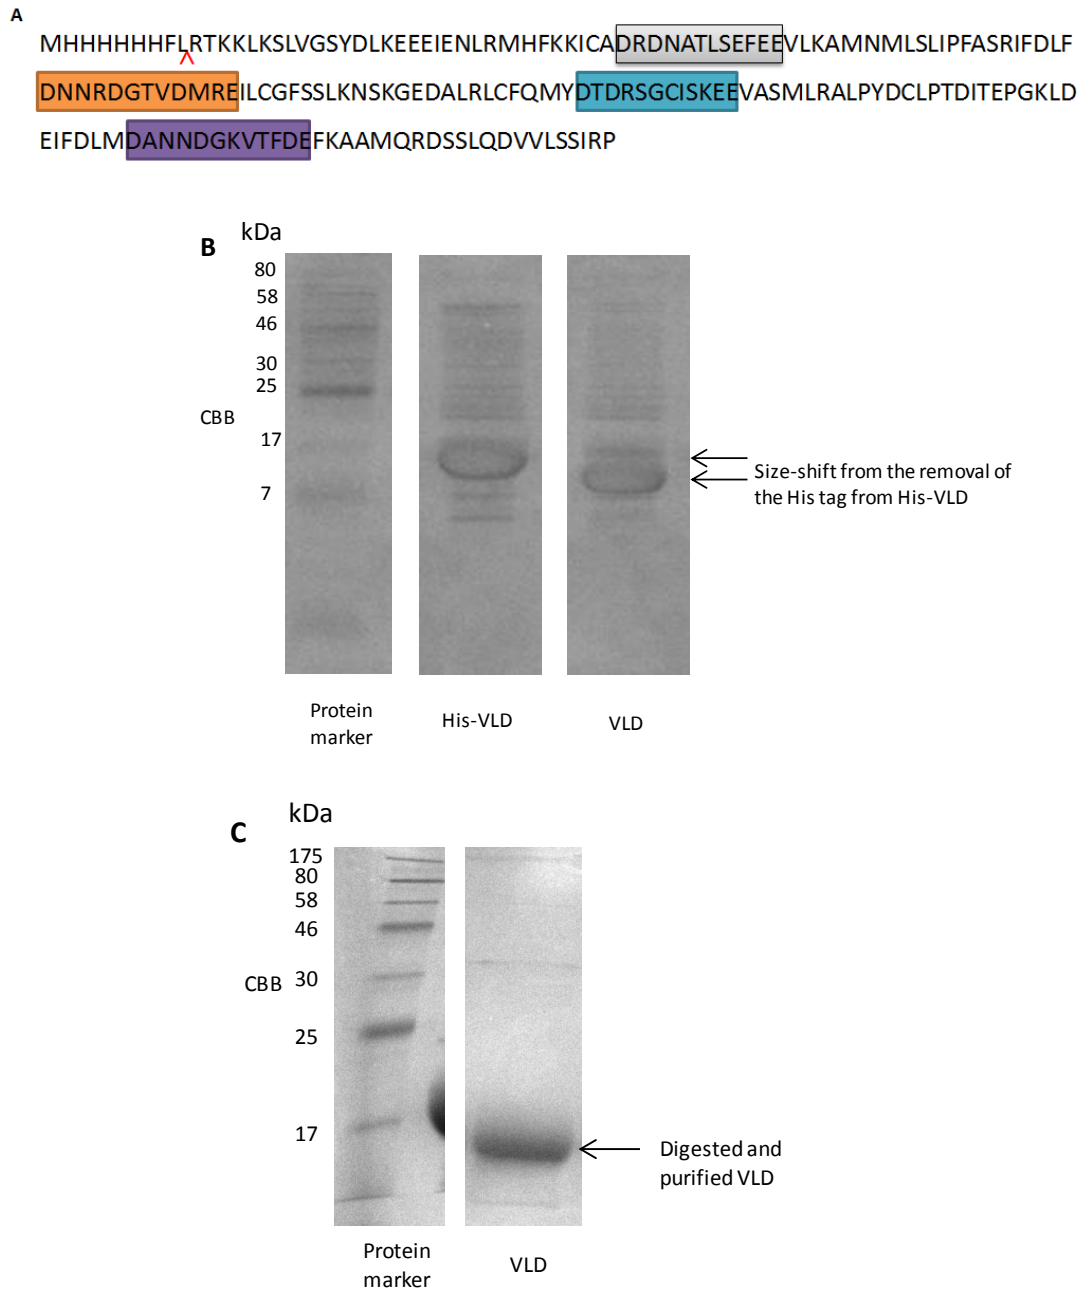 A
MHHHHHHHFLRTKKLKSLVGSYDLKEEEIENLRMHFKKICADRDNATLSEFEEVLKAMNMLSLIPFASRIFDLF
^
DNNRDGTVDMREILCGFSSLKNSKGEDALRLCFQMYDTDRSGCISKEEVASMLRALPYDCLPTDITEPGKLD
EIFDLMDANNDGKVTFDEFKAAMQRDSSLQDVVLSSIRP
B
kDa
80
58
46
30
25
CBB
17
7
Size-shift from the removal of
the His tag from His-VLD
Protein
marker
His-VLD
VLD
C
kDa
175
80
58
46
CBB
30
25
17
Digested and
purified VLD
Protein
marker
VLD